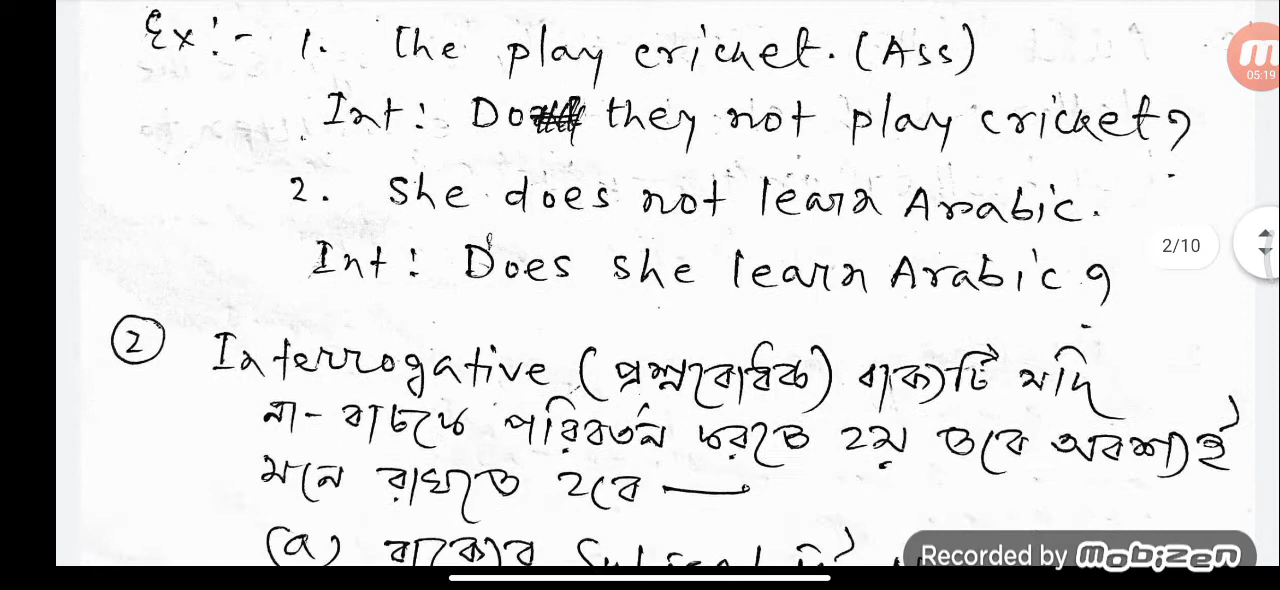 Ex:- 1. The play cricket. (Ass)
Int: Do they not play cricket?
2. She does not learn Arabic.
Int: Does she learn Arabic?
② Interrogative (প্রশ্নবোধক) বাক্যটি যদি
না-বাচনে পরিবর্তন করতে হয় তবে অবশ্যই
মনে রাখতে হবে —
(a) বাক্যের
05:19
2/10
Recorded by mobizen